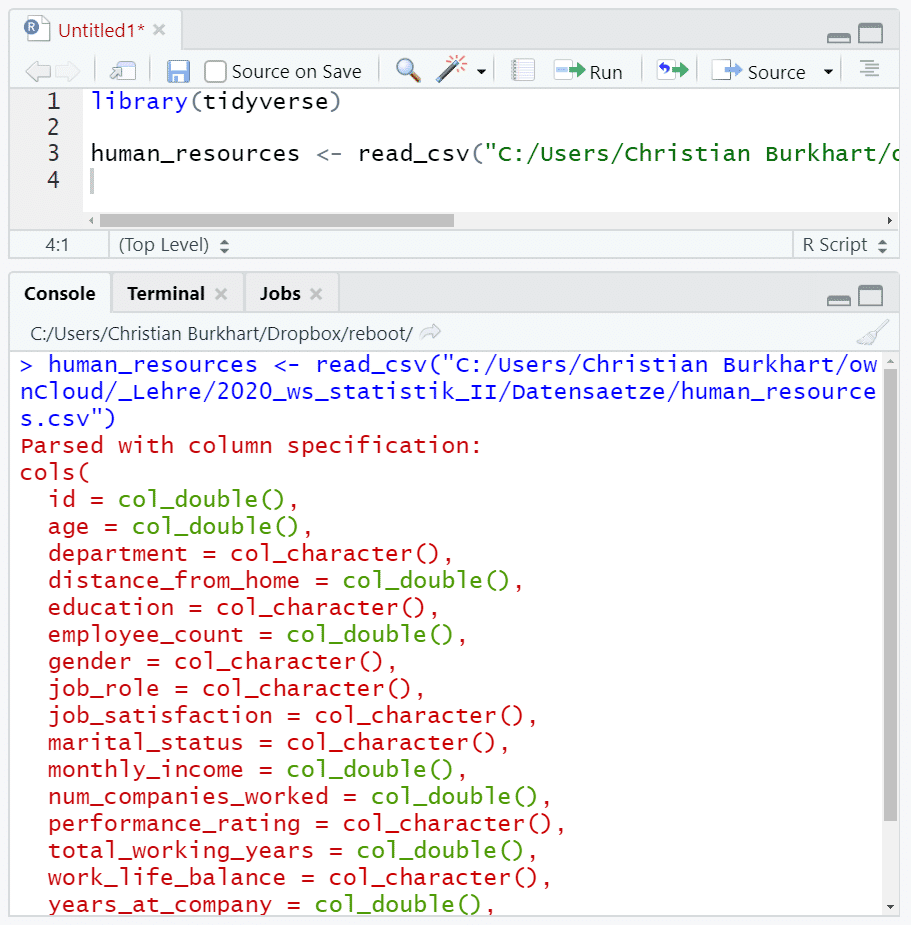 Untitled1*
Source on Save Run Source
1 library(tidyverse)
2
3 human_resources <- read_csv("C:/Users/Christian Burkhart/o
4
4:1 (Top Level) R Script
Console Terminal Jobs
C:/Users/Christian Burkhart/Dropbox/reboot/
> human_resources <- read_csv("C:/Users/Christian Burkhart/ow
nCloud/_Lehre/2020_ws_statistik_II/Datensaetze/human_resource
s.csv")
Parsed with column specification:
cols(
  id = col_double(),
  age = col_double(),
  department = col_character(),
  distance_from_home = col_double(),
  education = col_character(),
  employee_count = col_double(),
  gender = col_character(),
  job_role = col_character(),
  job_satisfaction = col_character(),
  marital_status = col_character(),
  monthly_income = col_double(),
  num_companies_worked = col_double(),
  performance_rating = col_character(),
  total_working_years = col_double(),
  work_life_balance = col_character(),
  years_at_company = col_double(),